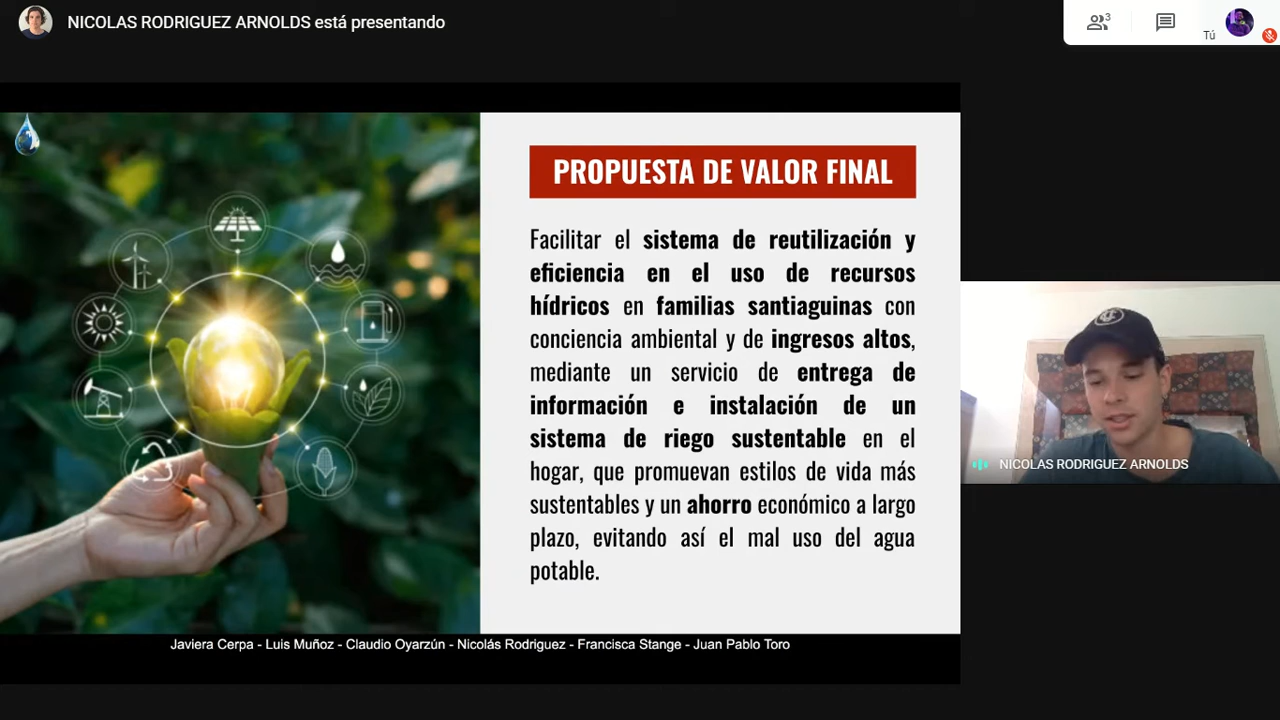 NICOLAS RODRIGUEZ ARNOLDS está presentando
3
Tú
PROPUESTA DE VALOR FINAL
Facilitar el sistema de reutilización y
eficiencia en el uso de recursos
hídricos en familias santiaguinas con
conciencia ambiental y de ingresos altos,
mediante un servicio de entrega de
información e instalación de un
sistema de riego sustentable en el
hogar, que promuevan estilos de vida más
sustentables y un ahorro económico a largo
plazo, evitando así el mal uso del agua
potable.
NICOLAS RODRIGUEZ ARNOLDS
Javiera Cerpa - Luis Muñoz - Claudio Oyarzún - Nicolás Rodriguez - Francisca Stange - Juan Pablo Toro